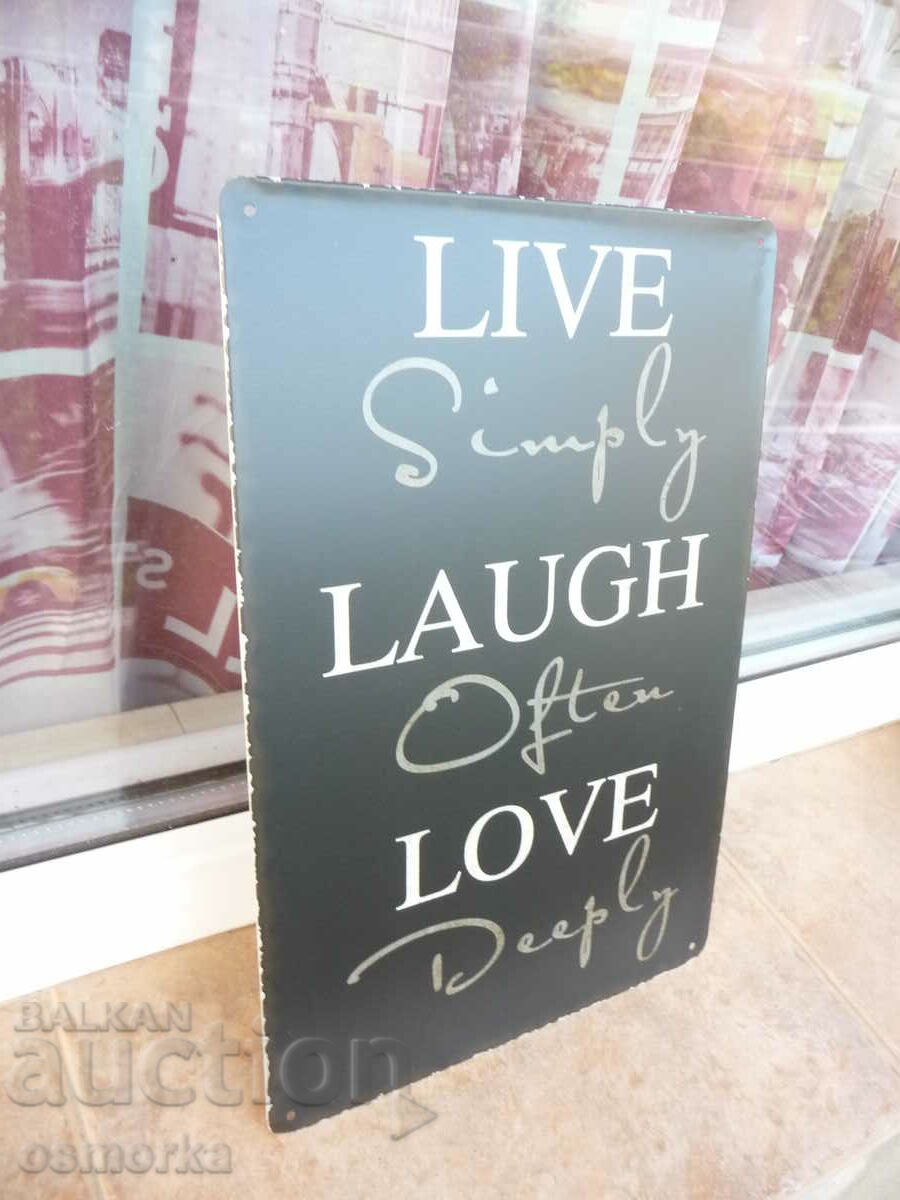 LIVE
Simply
LAUGH
Often
LOVE
Deeply
BALKAN
auction
osmorka